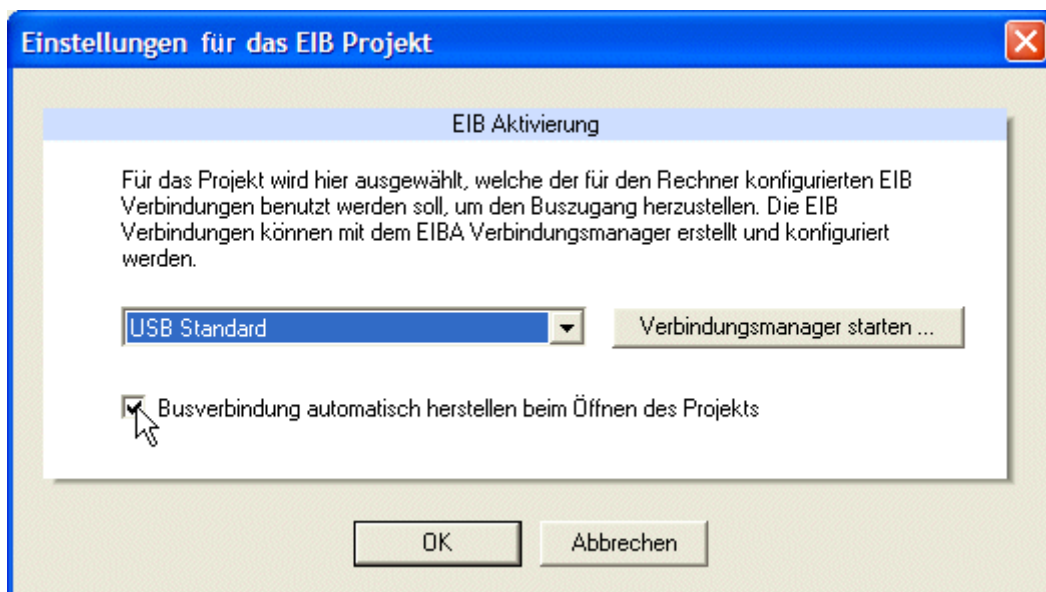 Einstellungen für das EIB Projekt
EIB Aktivierung
Für das Projekt wird hier ausgewählt, welche der für den Rechner konfigurierten EIB
Verbindungen benutzt werden soll, um den Buszugang herzustellen. Die EIB
Verbindungen können mit dem EIBA Verbindungsmanager erstellt und konfiguriert
werden.
USB Standard
Verbindungsmanager starten ...
Busverbindung automatisch herstellen beim Öffnen des Projekts
OK
Abbrechen